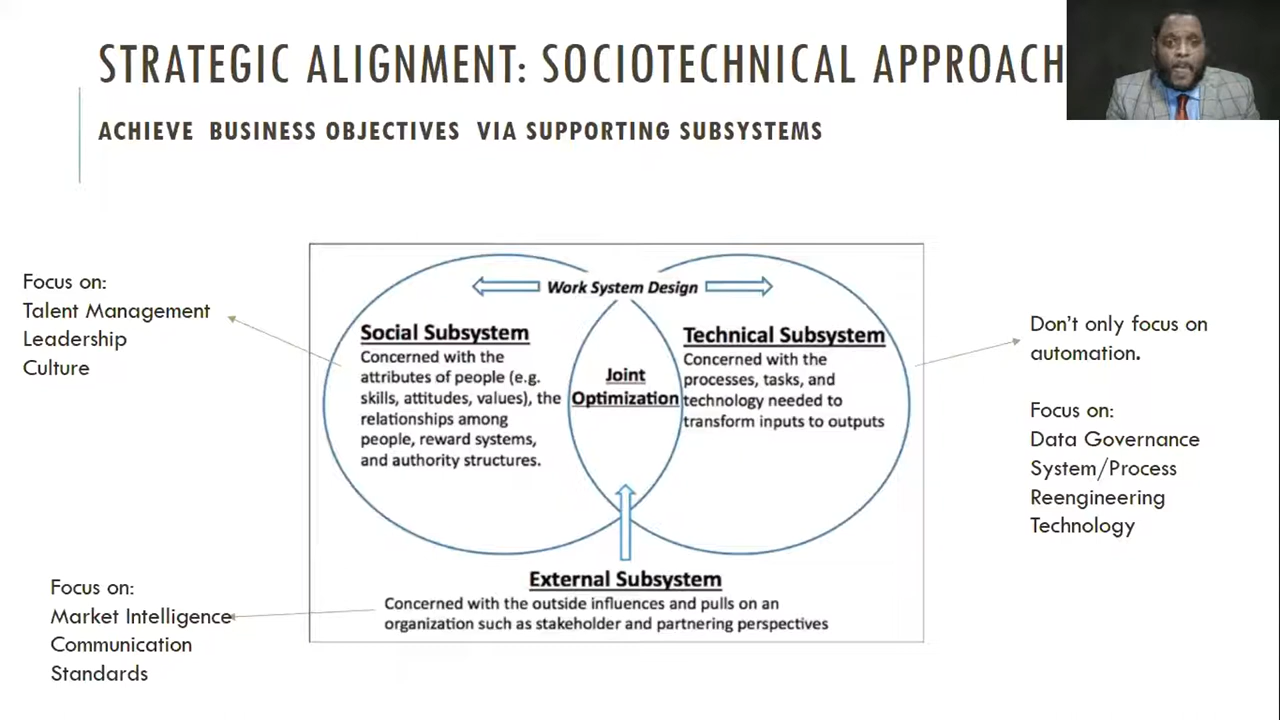 STRATEGIC ALIGNMENT: SOCIOTECHNICAL APPROACH
ACHIEVE BUSINESS OBJECTIVES VIA SUPPORTING SUBSYSTEMS
Focus on:
Talent Management
Leadership
Culture
Work System Design
Social Subsystem
Concerned with the
attributes of people (e.g.
skills, attitudes, values), the
relationships among
people, reward systems,
and authority structures.
Joint
Optimization
Technical Subsystem
Concerned with the
processes, tasks, and
technology needed to
transform inputs to outputs
Don't only focus on
automation.
Focus on:
Data Governance
System/Process
Reengineering
Technology
External Subsystem
Concerned with the outside influences and pulls on an
organization such as stakeholder and partnering perspectives
Focus on:
Market Intelligence
Communication
Standards